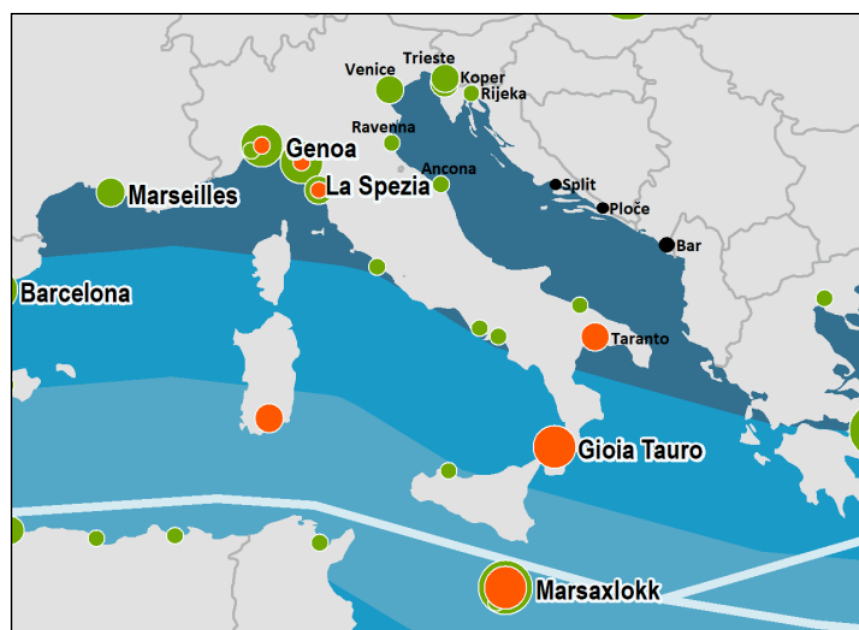 Trieste
Venice
Koper
Rijeka
Ravenna
Genoa
Ancona
La Spezia
Marseilles
Split
Ploče
Bar
Barcelona
Taranto
Gioia Tauro
Marsaxlokk